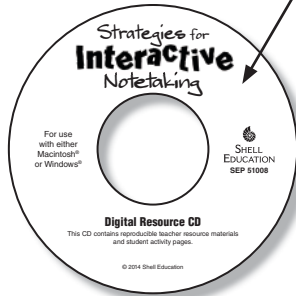 Strategies for
Interactive
Notetaking
For use
with either
Macintosh®
or Windows®
SHELL
EDUCATION
SEP 51008
Digital Resource CD
This CD contains reproducible teacher resource materials
and student activity pages.
© 2014 Shell Education